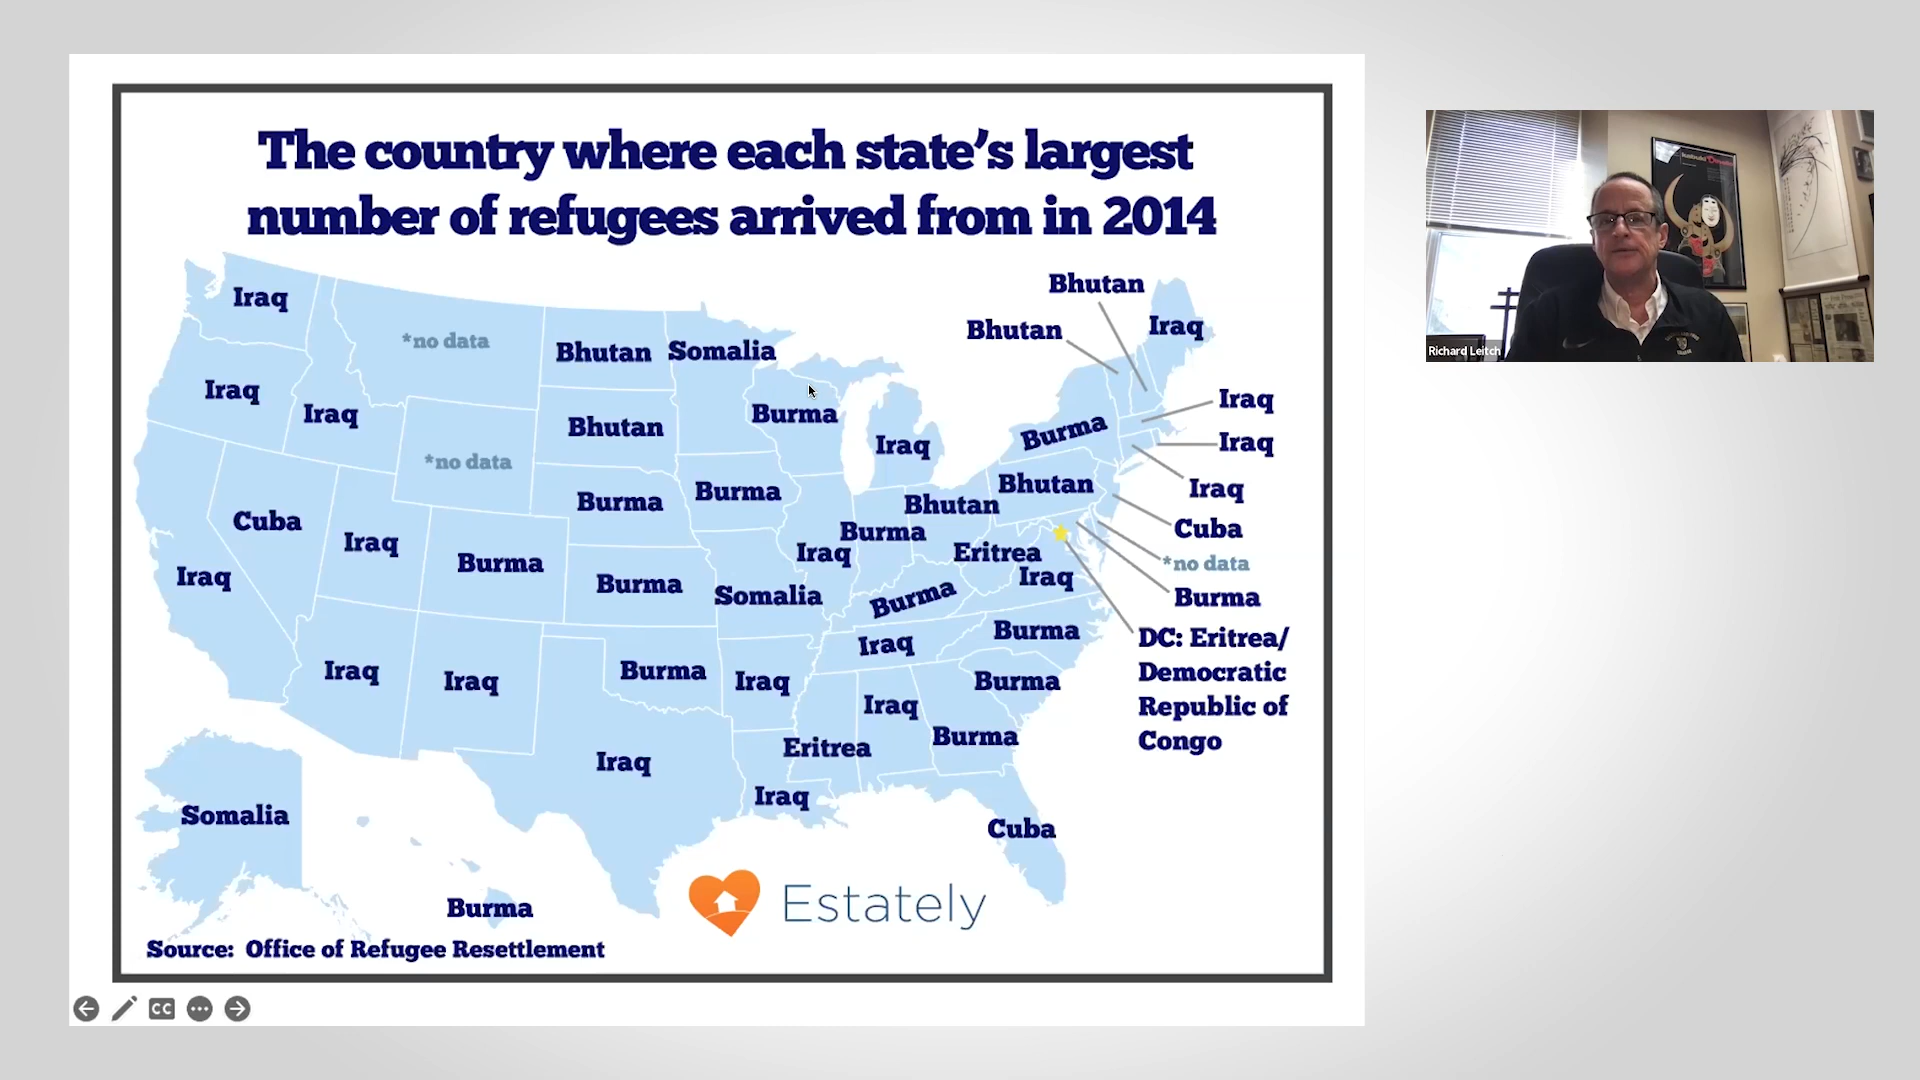 The country where each state's largest
number of refugees arrived from in 2014
Bhutan
Iraq
*no data
Bhutan
Iraq
Bhutan
Somalia
Iraq
Iraq
Burma
Iraq
Bhutan
Burma
Iraq
Iraq
*no data
Burma
Burma
Bhutan
Iraq
Cuba
Bhutan
Cuba
Iraq
Burma
Iraq
Eritrea
*no data
Iraq
Burma
Burma
Somalia
Burma
Iraq
Burma
Iraq
Burma
DC: Eritrea/
Democratic
Republic of
Congo
Iraq
Iraq
Burma
Iraq
Burma
Iraq
Iraq
Eritrea
Burma
Iraq
Somalia
Cuba
Burma
Estately
Source: Office of Refugee Resettlement
CC
Richard Leitch